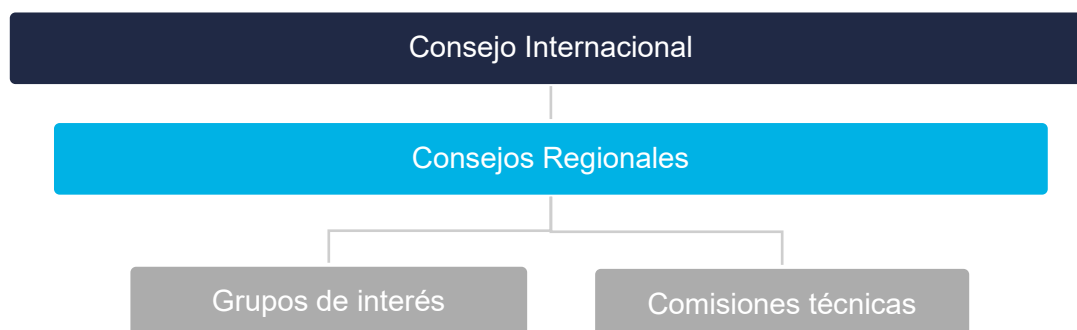 Consejo Internacional
Consejos Regionales
Grupos de interés
Comisiones técnicas